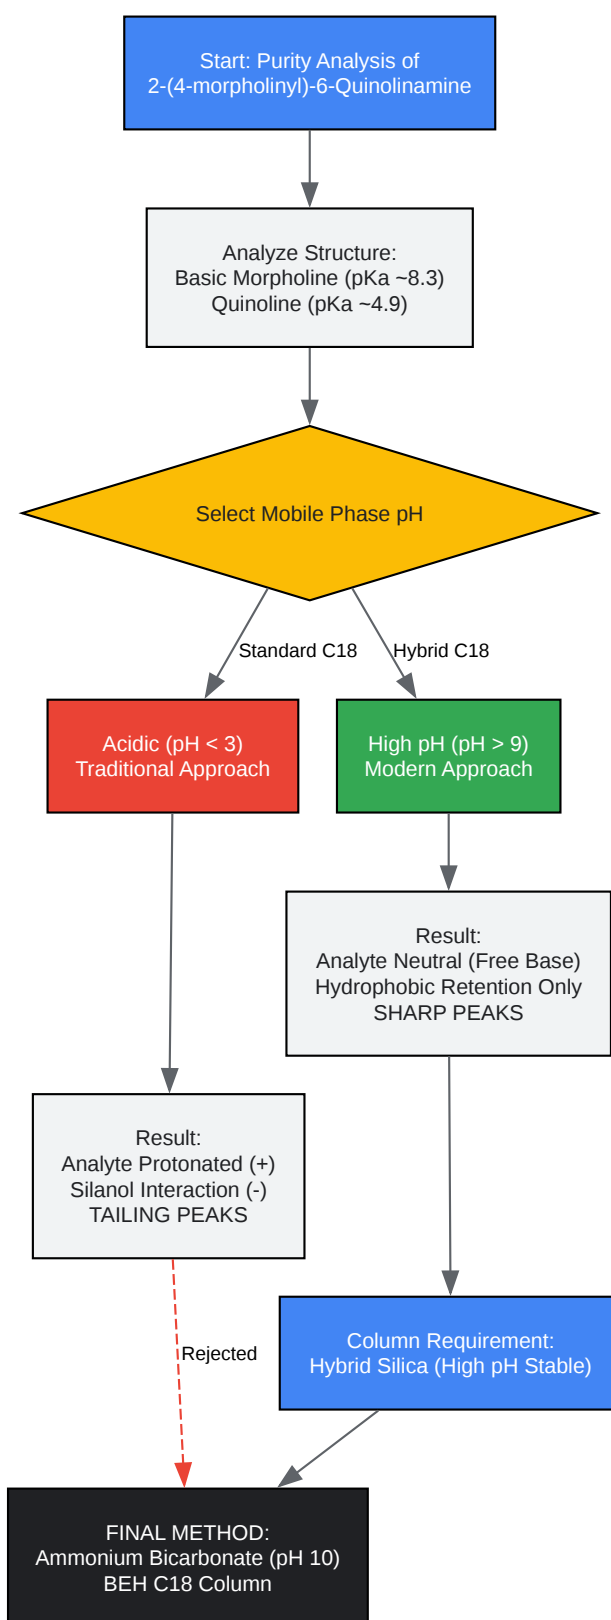 Start: Purity Analysis of
2-(4-morpholinyl)-6-Quinolinamine
Analyze Structure:
Basic Morpholine (pKa ~8.3)
Quinoline (pKa ~4.9)
Select Mobile Phase pH
Standard C18
Hybrid C18
Acidic (pH < 3)
Traditional Approach
High pH (pH > 9)
Modern Approach
Result:
Analyte Neutral (Free Base)
Hydrophobic Retention Only
SHARP PEAKS
Result:
Analyte Protonated (+)
Silanol Interaction (-)
TAILING PEAKS
Rejected
Column Requirement:
Hybrid Silica (High pH Stable)
FINAL METHOD:
Ammonium Bicarbonate (pH 10)
BEH C18 Column